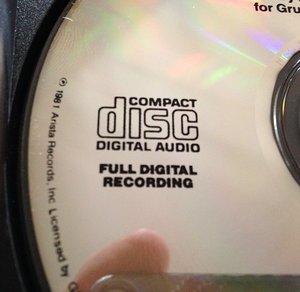 for Gru
COMPACT
disc
DIGITAL AUDIO
FULL DIGITAL
RECORDING
℗ 1981 Arista Records, Inc. Licensed by G